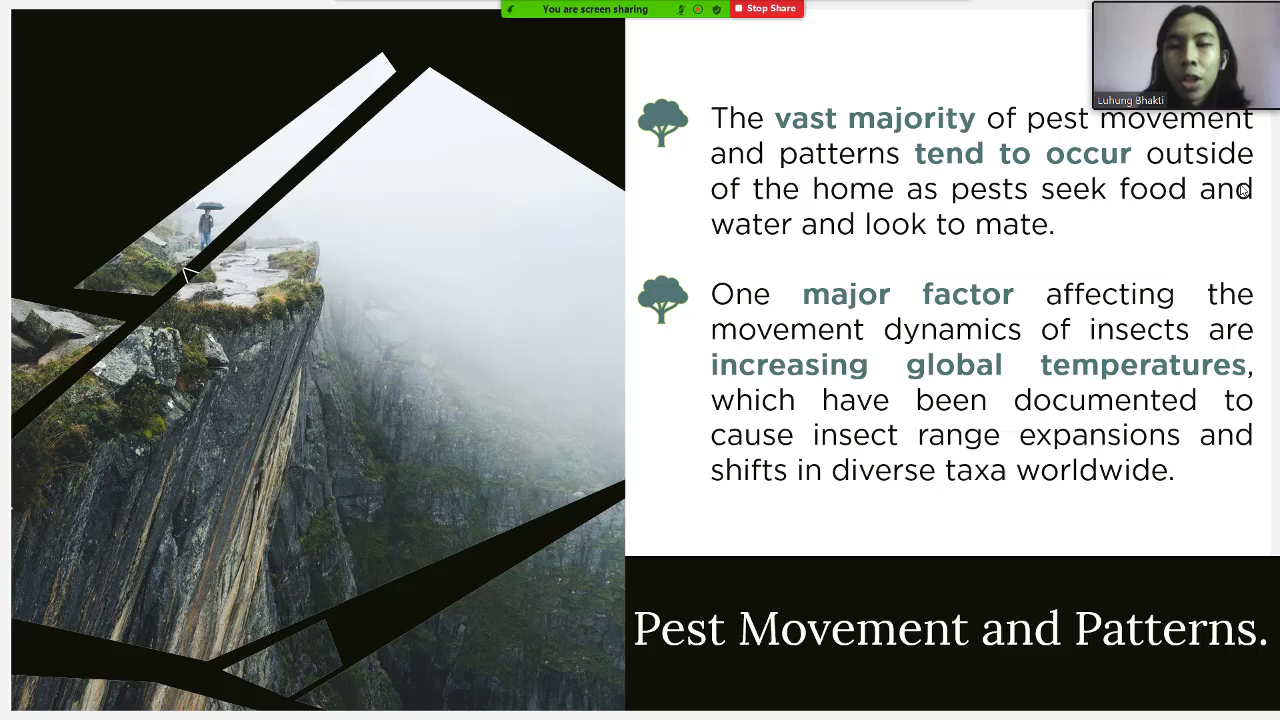 You are screen sharing
Stop Share
Luhung Bhakti
The vast majority of pest movement
and patterns tend to occur outside
of the home as pests seek food and
water and look to mate.
One major factor affecting the
movement dynamics of insects are
increasing global temperatures,
which have been documented to
cause insect range expansions and
shifts in diverse taxa worldwide.
Pest Movement and Patterns.